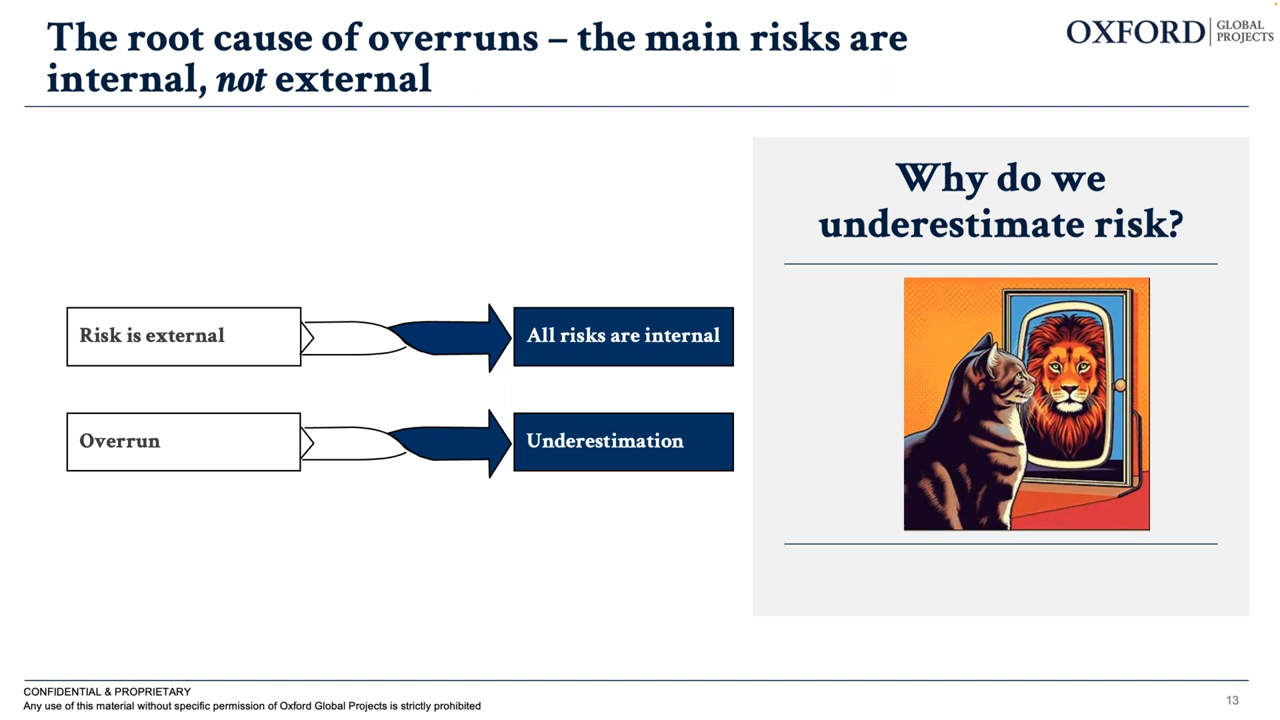 The root cause of overruns – the main risks are
internal, not external
OXFORD
GLOBAL
PROJECTS
Risk is external
All risks are internal
Overrun
Underestimation
Why do we
underestimate risk?
CONFIDENTIAL & PROPRIETARY
Any use of this material without specific permission of Oxford Global Projects is strictly prohibited
13